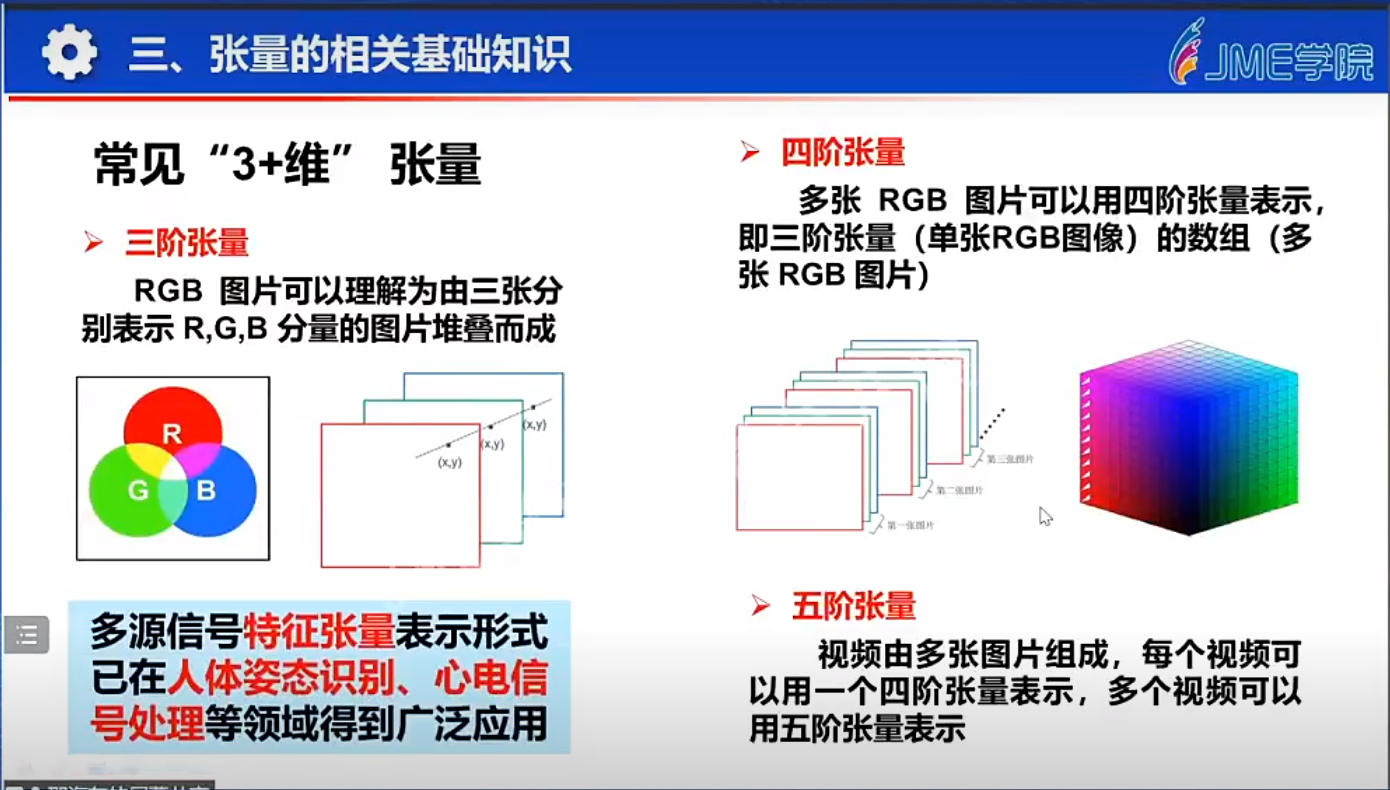 三、张量的相关基础知识
JME学院
常见“3+维” 张量
三阶张量
RGB 图片可以理解为由三张分
别表示 R,G,B 分量的图片堆叠而成
R
G
B
(x,y)
(x,y)
(x,y)
多源信号特征张量表示形式
已在人体姿态识别、心电信
号处理等领域得到广泛应用
四阶张量
多张 RGB 图片可以用四阶张量表示，
即三阶张量（单张RGB图像）的数组（多
张 RGB 图片）
第三张图片
第二张图片
第一张图片
五阶张量
视频由多张图片组成，每个视频可
以用一个四阶张量表示，多个视频可以
用五阶张量表示